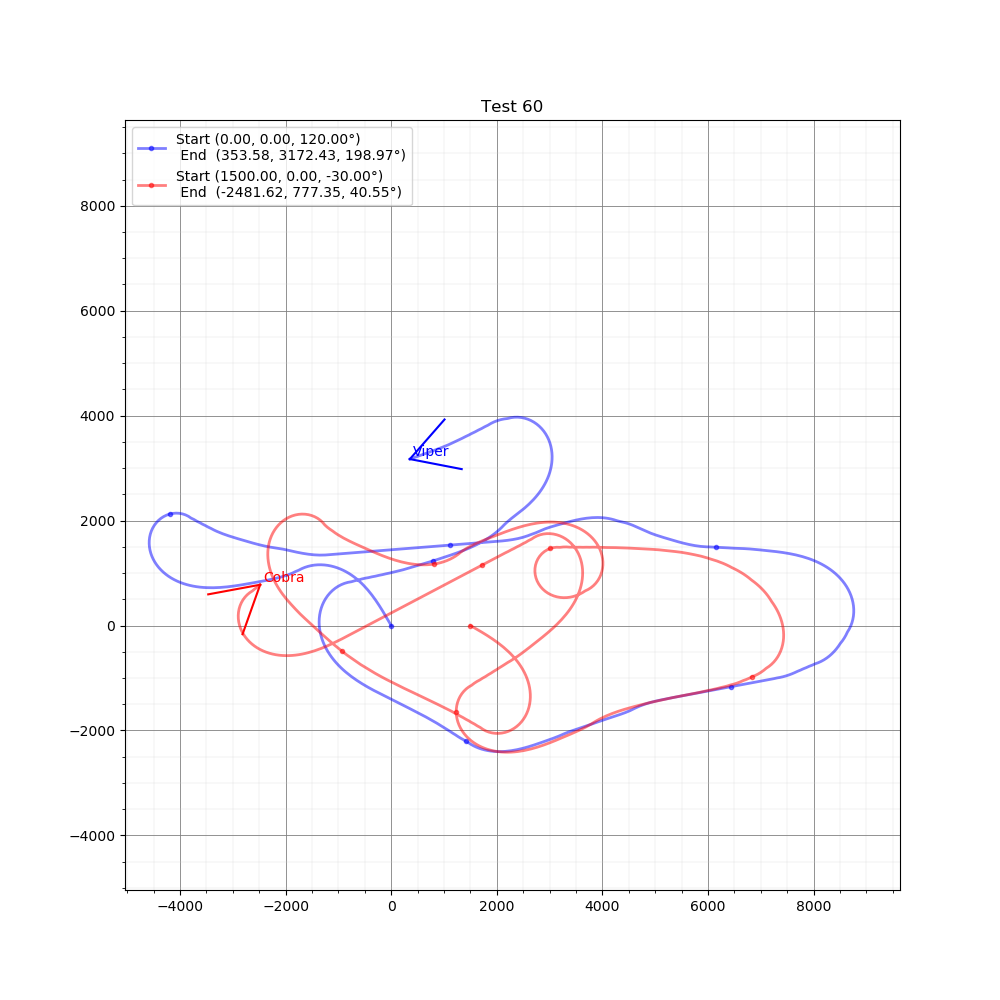 Test 60
Start (0.00, 0.00, 120.00°)
End (353.58, 3172.43, 198.97°)
Start (1500.00, 0.00, -30.00°)
End (-2481.62, 777.35, 40.55°)
8000
6000
4000
Viper
2000
Cobra
0
−2000
−4000
−4000 −2000 0 2000 4000 6000 8000